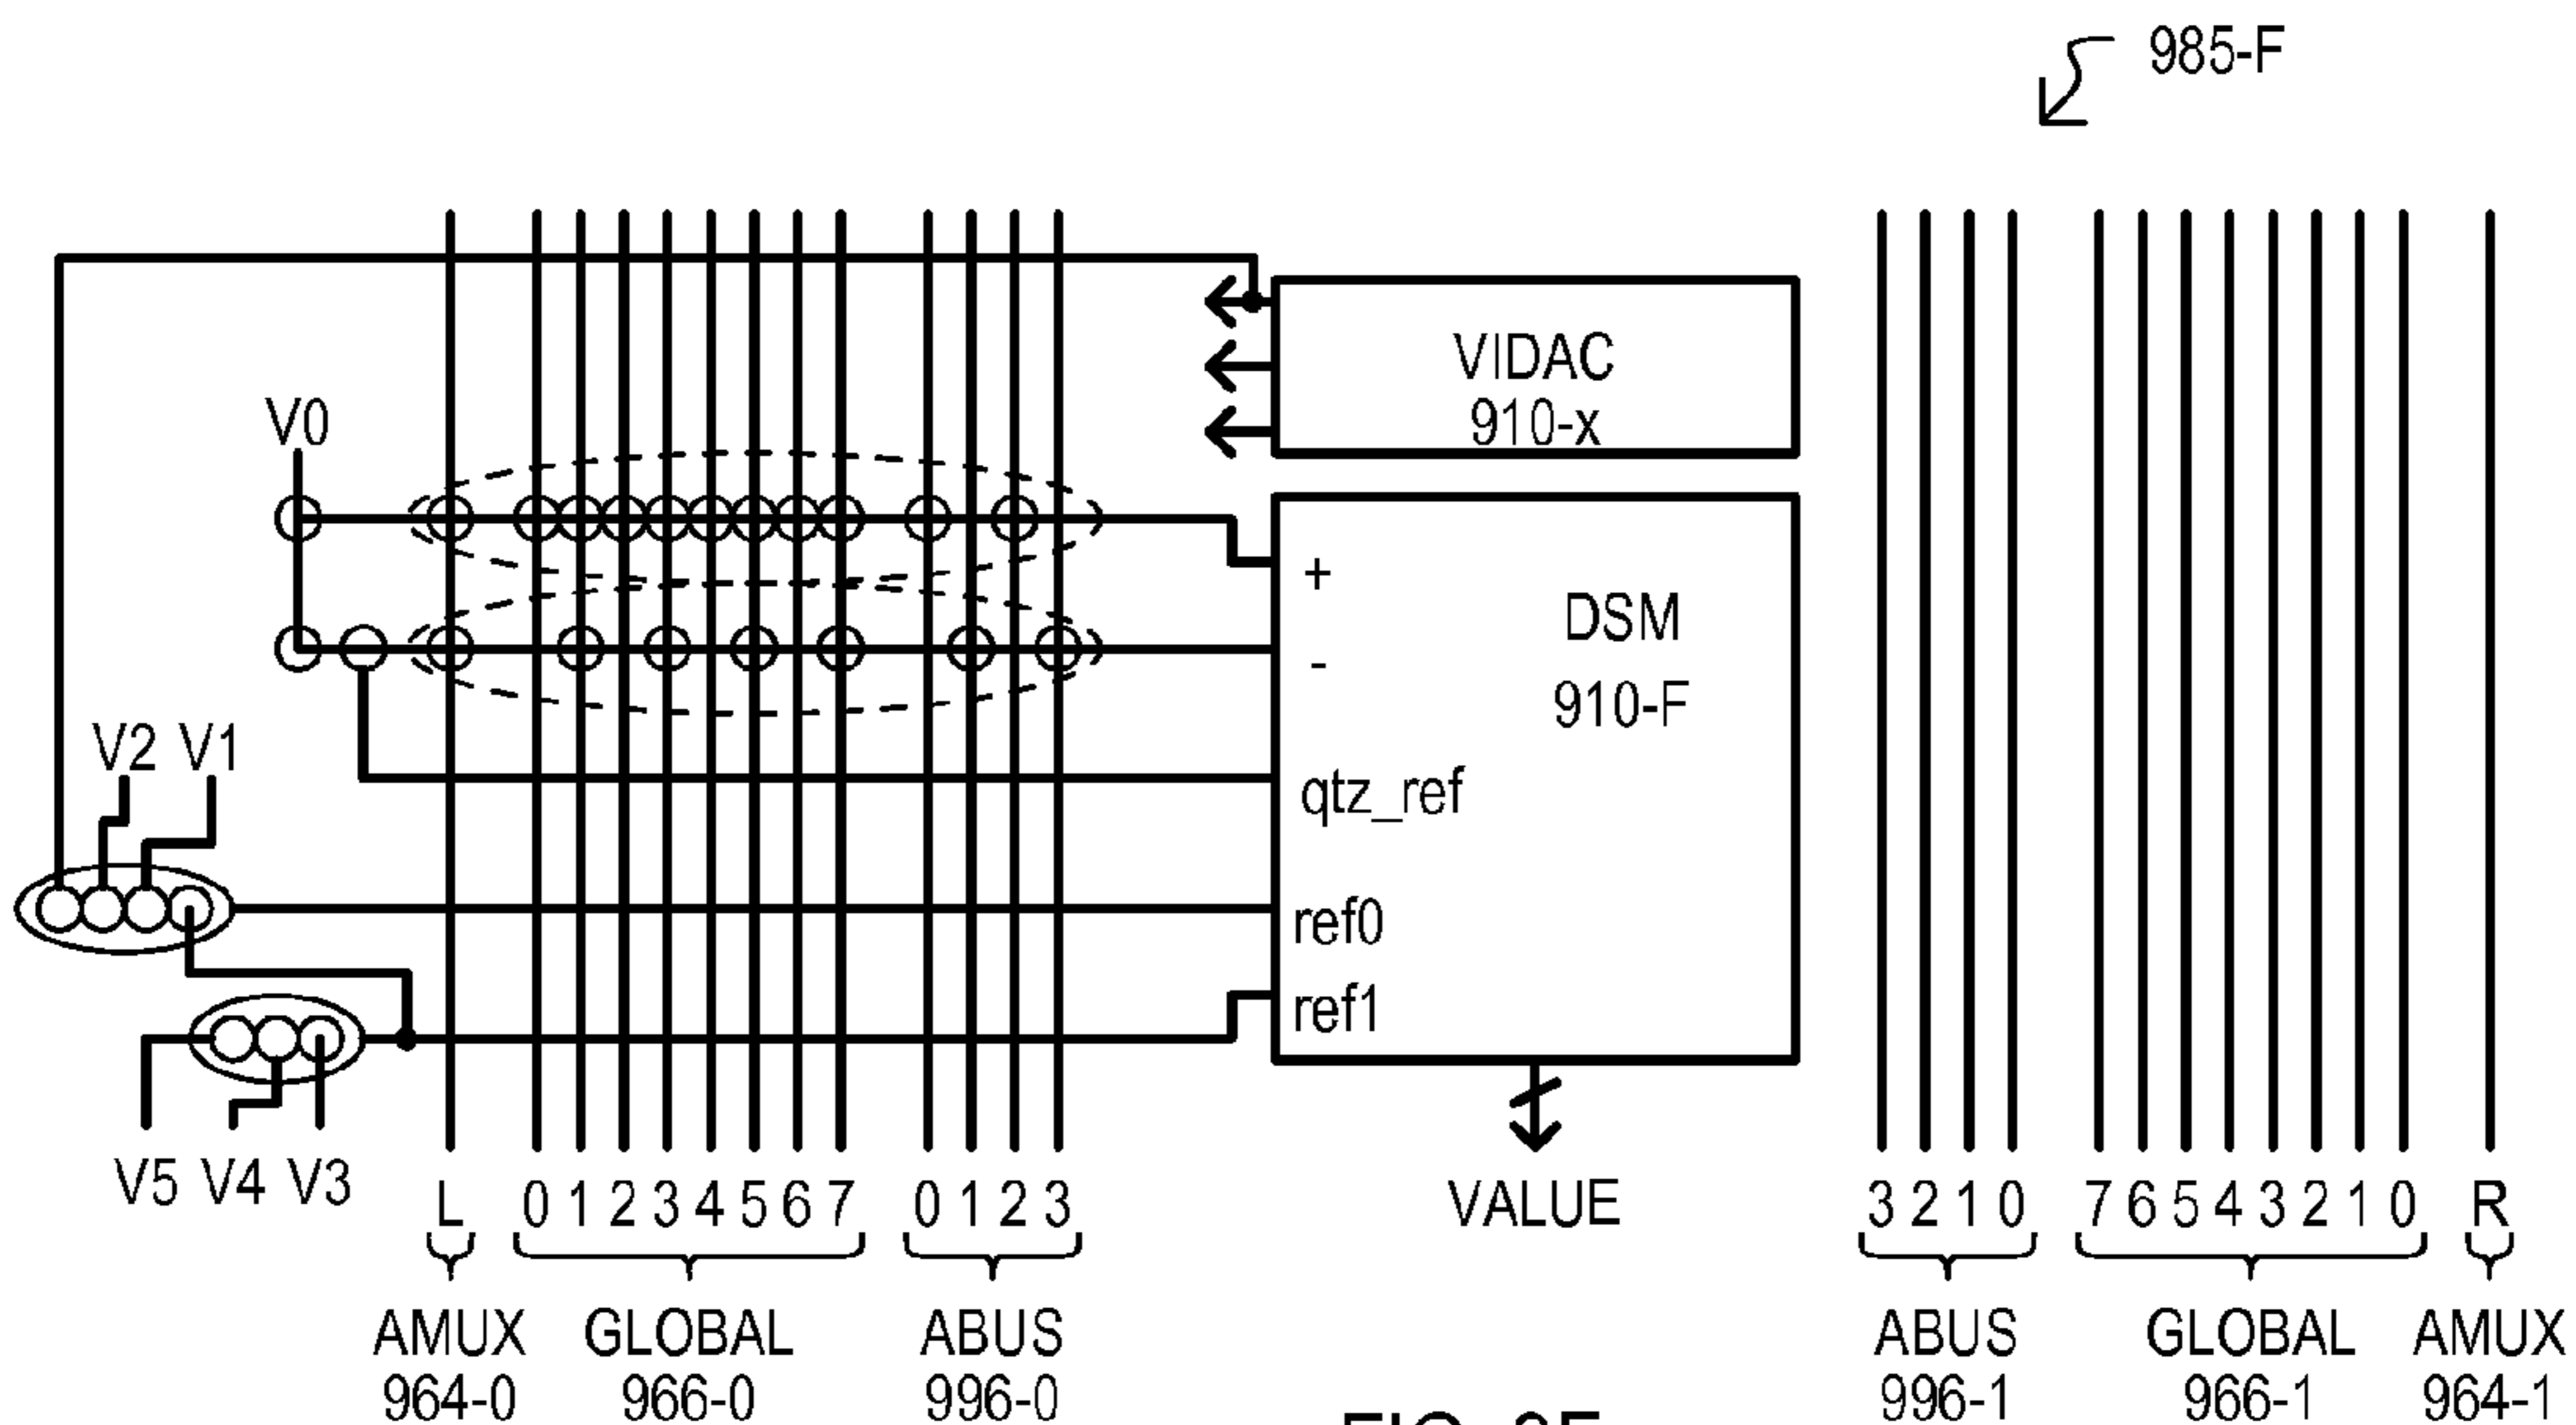 985-F
VIDAC
910-x
V0
+
DSM
-
910-F
V2 V1
qtz_ref
ref0
ref1
V5 V4 V3
L 0 1 2 3 4 5 6 7 0 1 2 3
VALUE
3 2 1 0 7 6 5 4 3 2 1 0 R
AMUX GLOBAL ABUS
964-0 966-0 996-0
ABUS GLOBAL AMUX
996-1 966-1 964-1